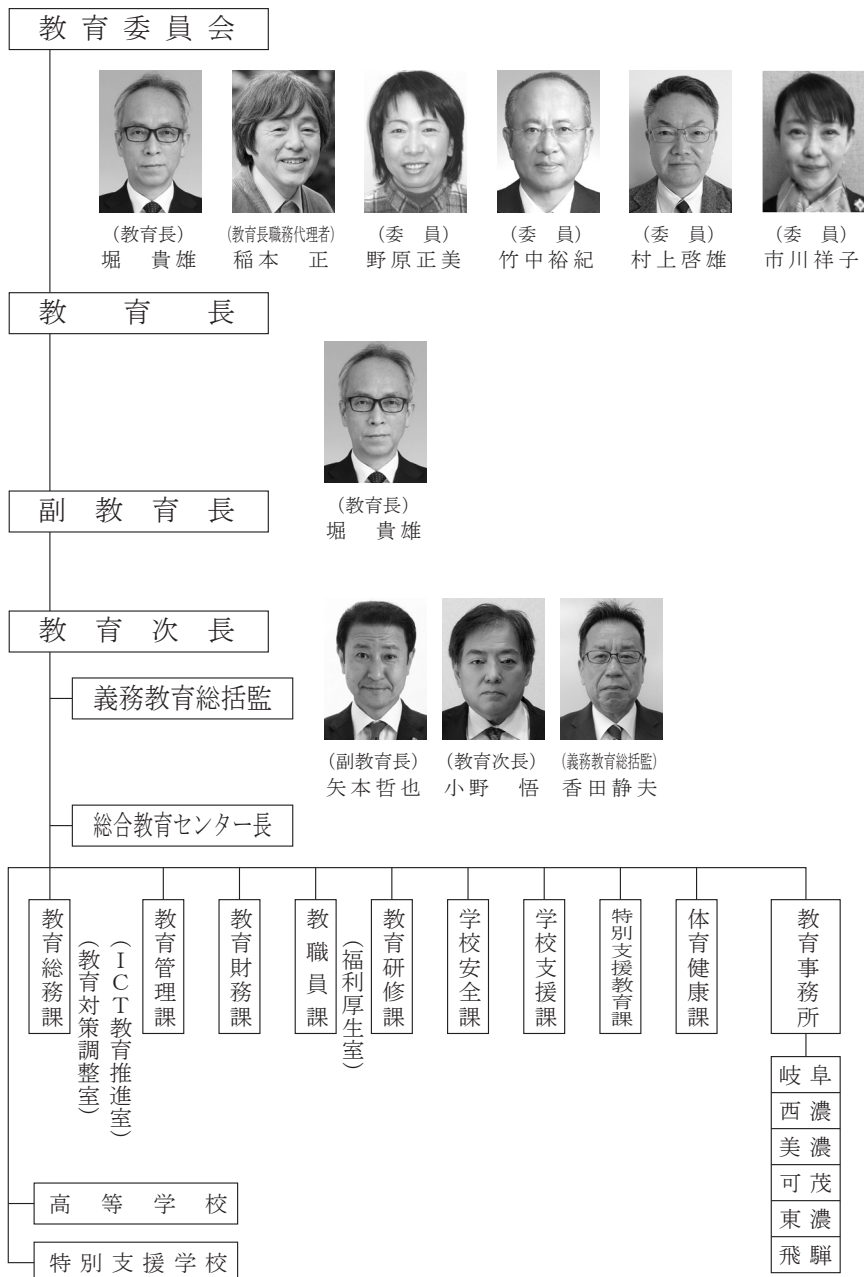 教育委員会
(教育長)
堀　貴雄
(教育長職務代理者)
稲本　正
(委　員)
野原正美
(委　員)
竹中裕紀
(委　員)
村上啓雄
(委　員)
市川祥子
教育長
(教育長)
堀　貴雄
副教育長
教育次長
(副教育長)
矢本哲也
(教育次長)
小野　悟
(義務教育総括監)
香田静夫
義務教育総括監
総合教育センター長
教育総務課
(教育対策調整室)
(ICT教育推進室)
教育管理課
教育財務課
教職員課
(福利厚生室)
教育研修課
学校安全課
学校支援課
特別支援教育課
体育健康課
教育事務所
岐阜
西濃
美濃
可茂
東濃
飛騨
高等学校
特別支援学校